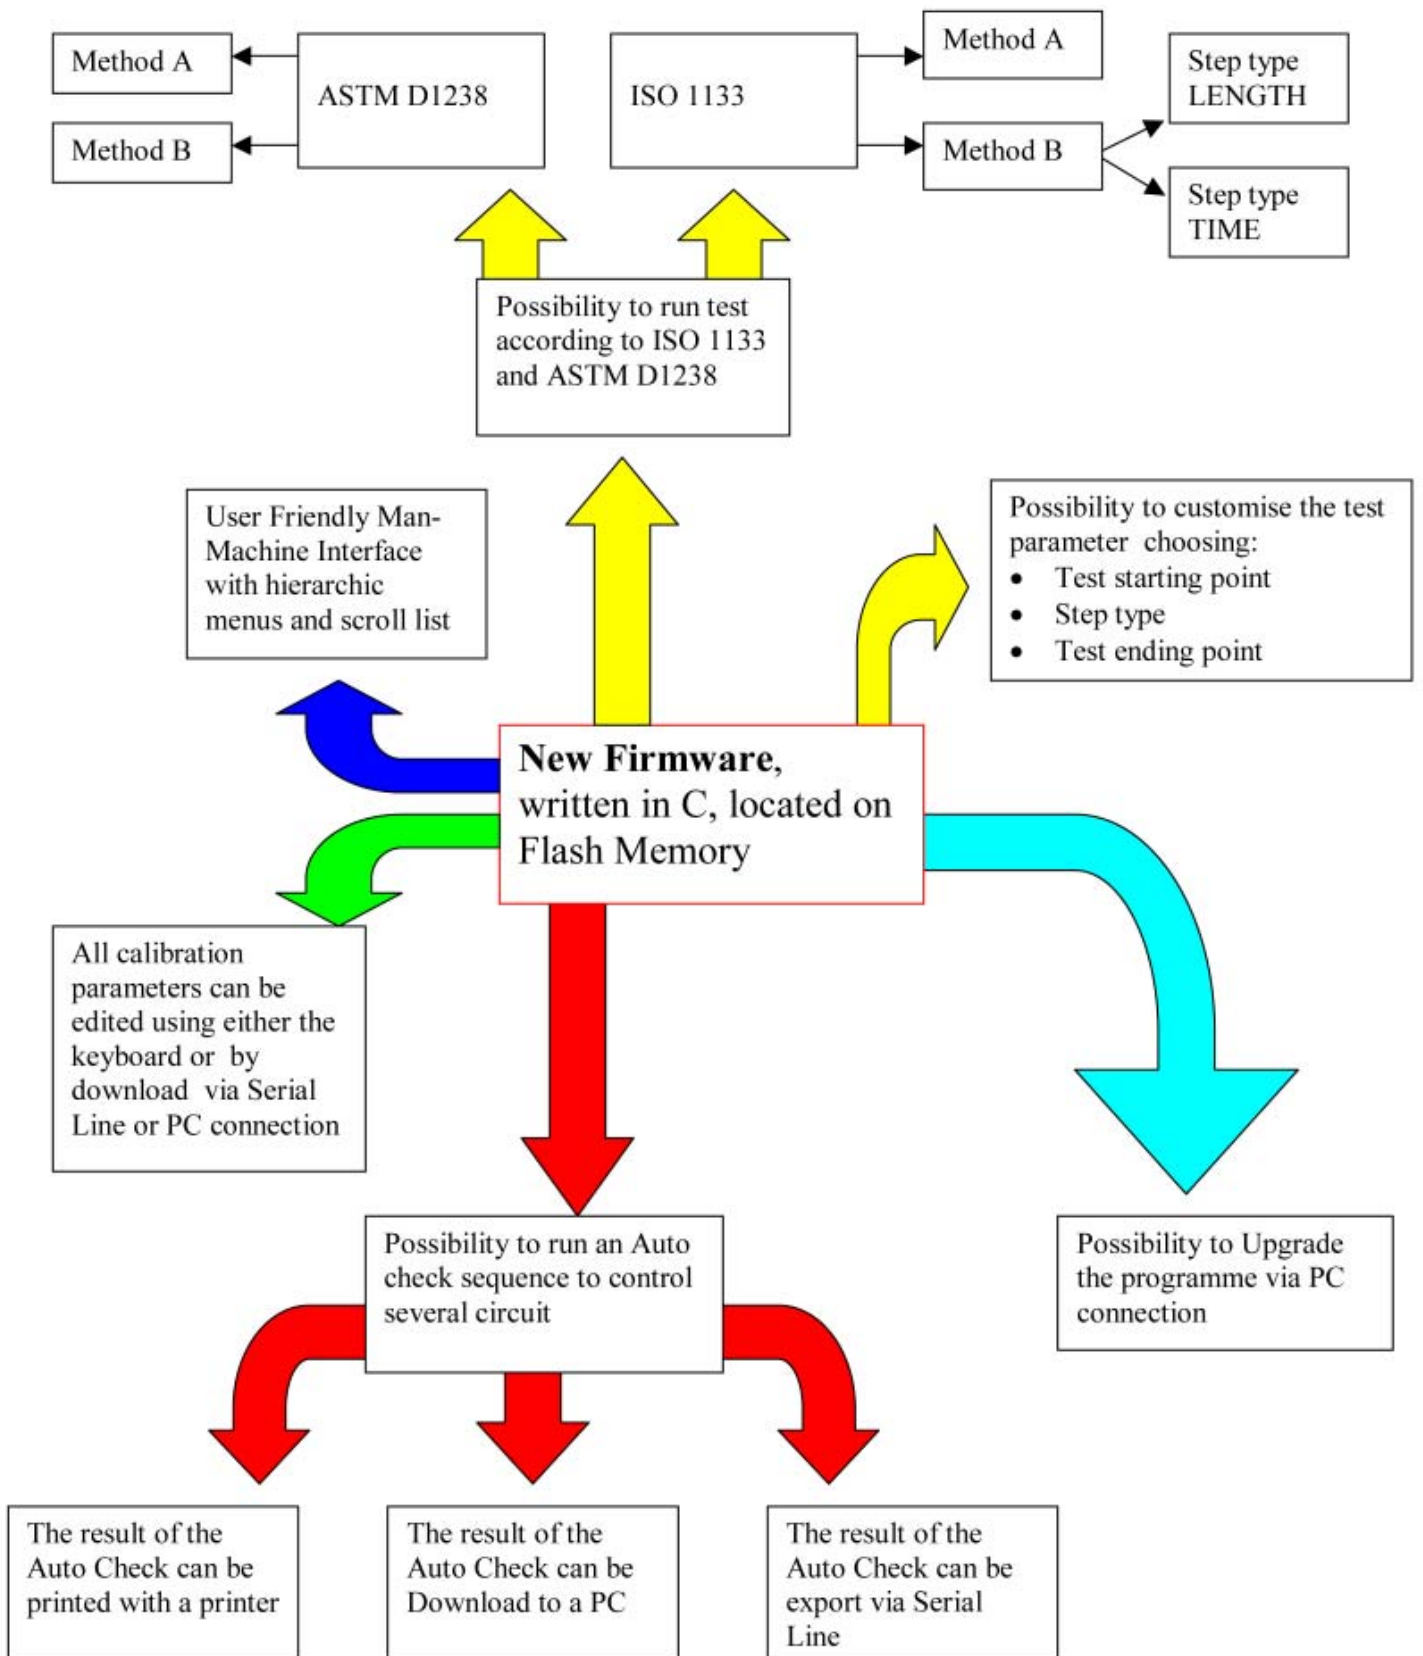 Method A
Method B
ASTM D1238
ISO 1133
Method A
Method B
Step type
LENGTH
Step type
TIME
Possibility to run test
according to ISO 1133
and ASTM D1238
User Friendly Man-
Machine Interface
with hierarchic
menus and scroll list
Possibility to customise the test
parameter  choosing:
• Test starting point
• Step type
• Test ending point
New Firmware,
written in C, located on
Flash Memory
All calibration
parameters can be
edited using either the
keyboard or  by
download  via Serial
Line or PC connection
Possibility to run an Auto
check sequence to control
several circuit
Possibility to Upgrade
the programme via PC
connection
The result of the
Auto Check can be
printed with a printer
The result of the
Auto Check can be
Download to a PC
The result of the
Auto Check can be
export via Serial
Line